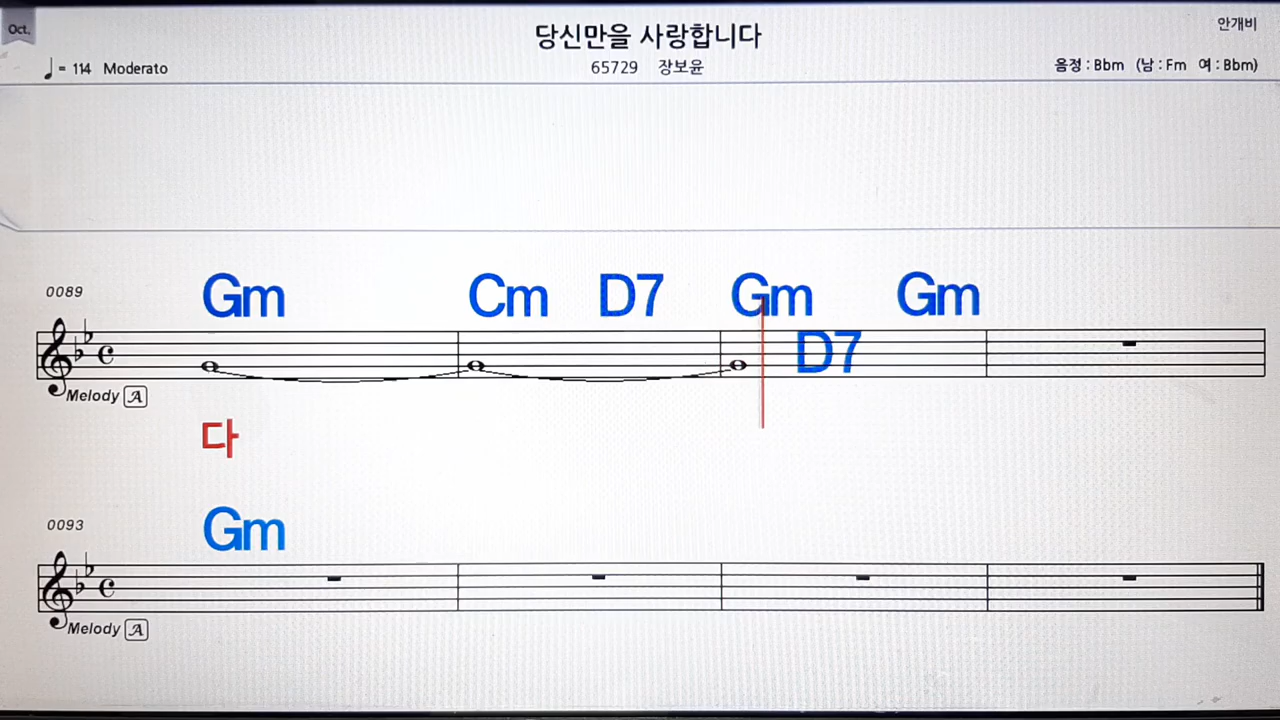 Oct.
당신만을 사랑합니다
안개비
♩= 114 Moderato
65729 장보윤
음정 : Bbm (남 : Fm 여 : Bbm)
0089
Gm Cm D7 Gm D7 Gm
Melody A
다
0093
Gm
Melody A